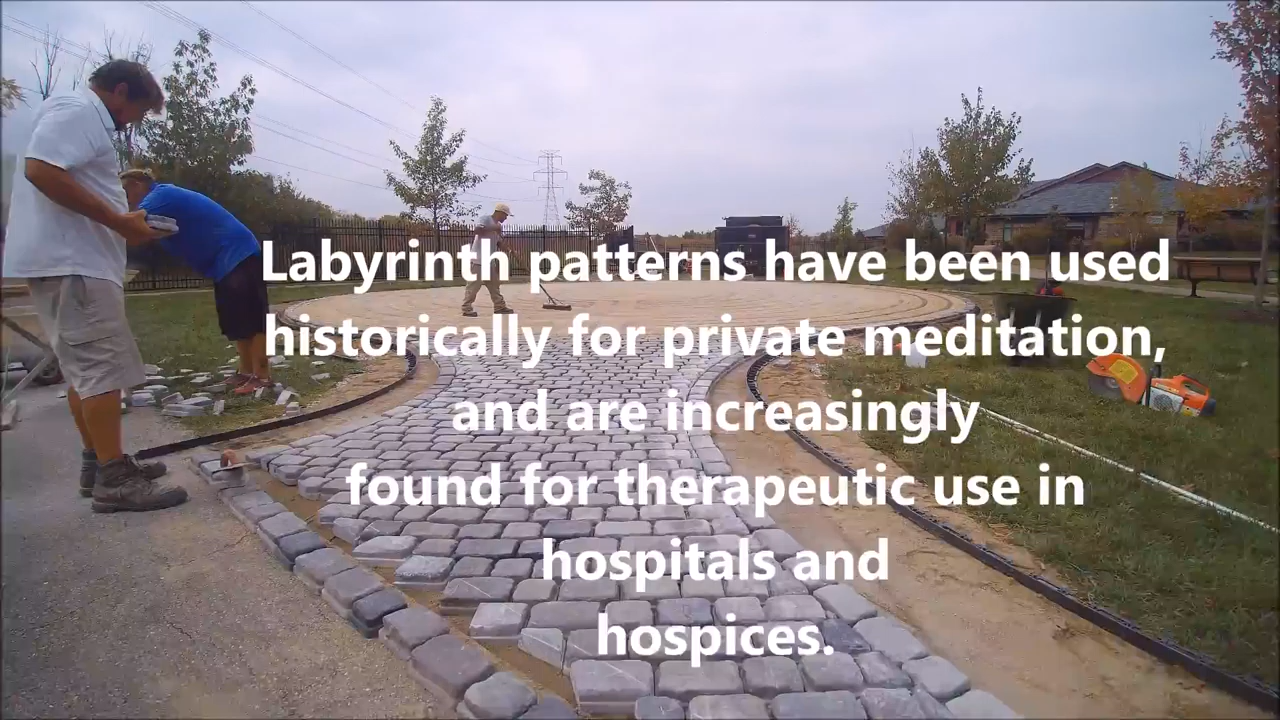 Labyrinth patterns have been used
historically for private meditation,
and are increasingly
found for therapeutic use in
hospitals and
hospices.